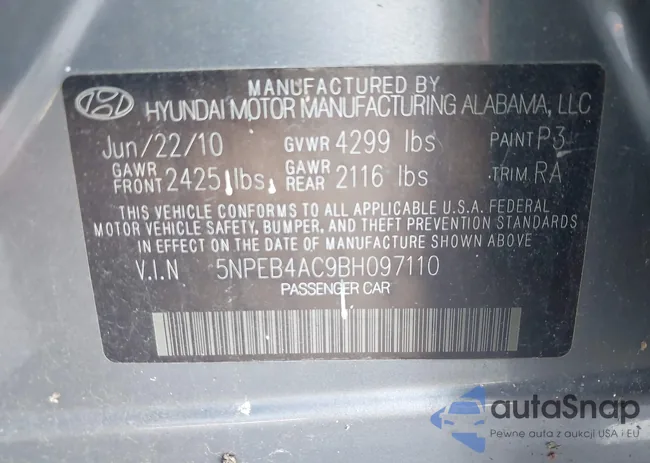 MANUFACTURED BY
HYUNDAI MOTOR MANUFACTURING ALABAMA, LLC
Jun/22/10 GVWR 4299 lbs PAINT P3
GAWR FRONT 2425 lbs GAWR REAR 2116 lbs TRIM RA
THIS VEHICLE CONFORMS TO ALL APPLICABLE U.S.A. FEDERAL
MOTOR VEHICLE SAFETY, BUMPER, AND THEFT PREVENTION STANDARDS
IN EFFECT ON THE DATE OF MANUFACTURE SHOWN ABOVE
V.I.N 5NPEB4AC9BH097110
PASSENGER CAR
autaSnap
Pewne auta z aukcji USA i EU